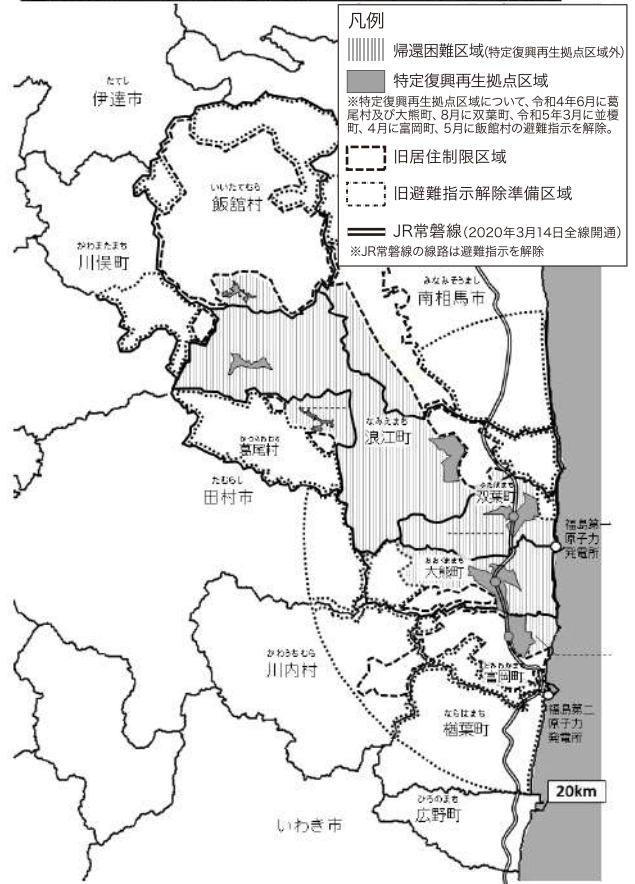 凡例
帰還困難区域(特定復興再生拠点区域外)
特定復興再生拠点区域
※特定復興再生拠点区域について、令和4年6月に葛
尾村及び大熊町、8月に双葉町、令和5年3月に並榎
町、4月に富岡町、5月に飯館村の避難指示を解除。
旧居住制限区域
旧避難指示解除準備区域
JR常磐線(2020年3月14日全線開通)
※JR常磐線の線路は避難指示を解除
だてし
伊達市
いいたてむら
飯舘村
かわまたまち
川俣町
みなみそうまし
南相馬市
なみえまち
浪江町
かつらおむら
葛尾村
たむらし
田村市
ふたばまち
双葉町
福島第一
原子力
発電所
おおくままち
大熊町
かわうちむら
川内村
とみおかまち
富岡町
ならはまち
楢葉町
福島第二
原子力
発電所
20km
ひろのまち
広野町
いわき市